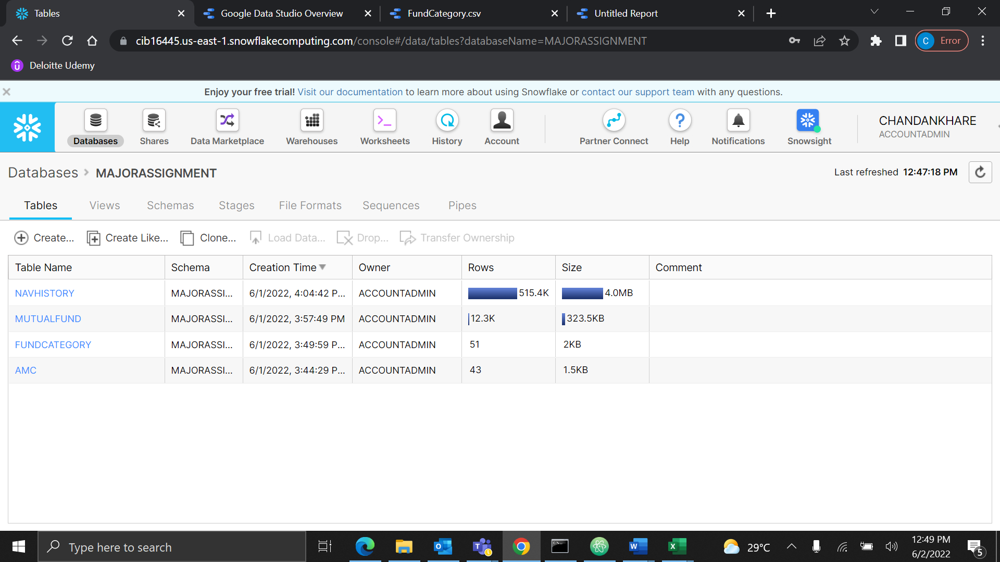 Tables
Google Data Studio Overview
FundCategory.csv
Untitled Report
cib16445.us-east-1.snowflakecomputing.com/console#/data/tables?databaseName=MAJORASSIGNMENT
C Error
Deloitte Udemy
Enjoy your free trial! Visit our documentation to learn more about using Snowflake or contact our support team with any questions.
Databases
Shares
Data Marketplace
Warehouses
Worksheets
History
Account
Partner Connect
Help
Notifications
Snowsight
CHANDANKHARE
ACCOUNTADMIN
Databases > MAJORASSIGNMENT
Last refreshed 12:47:18 PM
Tables Views Schemas Stages File Formats Sequences Pipes
Create... Create Like... Clone... Load Data... Drop... Transfer Ownership
Table Name Schema Creation Time Owner Rows Size Comment
NAVHISTORY MAJORASSI... 6/1/2022, 4:04:42 P... ACCOUNTADMIN 515.4K 4.0MB
MUTUALFUND MAJORASSI... 6/1/2022, 3:57:49 PM ACCOUNTADMIN 12.3K 323.5KB
FUNDCATEGORY MAJORASSI... 6/1/2022, 3:49:59 P... ACCOUNTADMIN 51 2KB
AMC MAJORASSI... 6/1/2022, 3:44:29 P... ACCOUNTADMIN 43 1.5KB
Type here to search
29°C
12:49 PM
6/2/2022
5